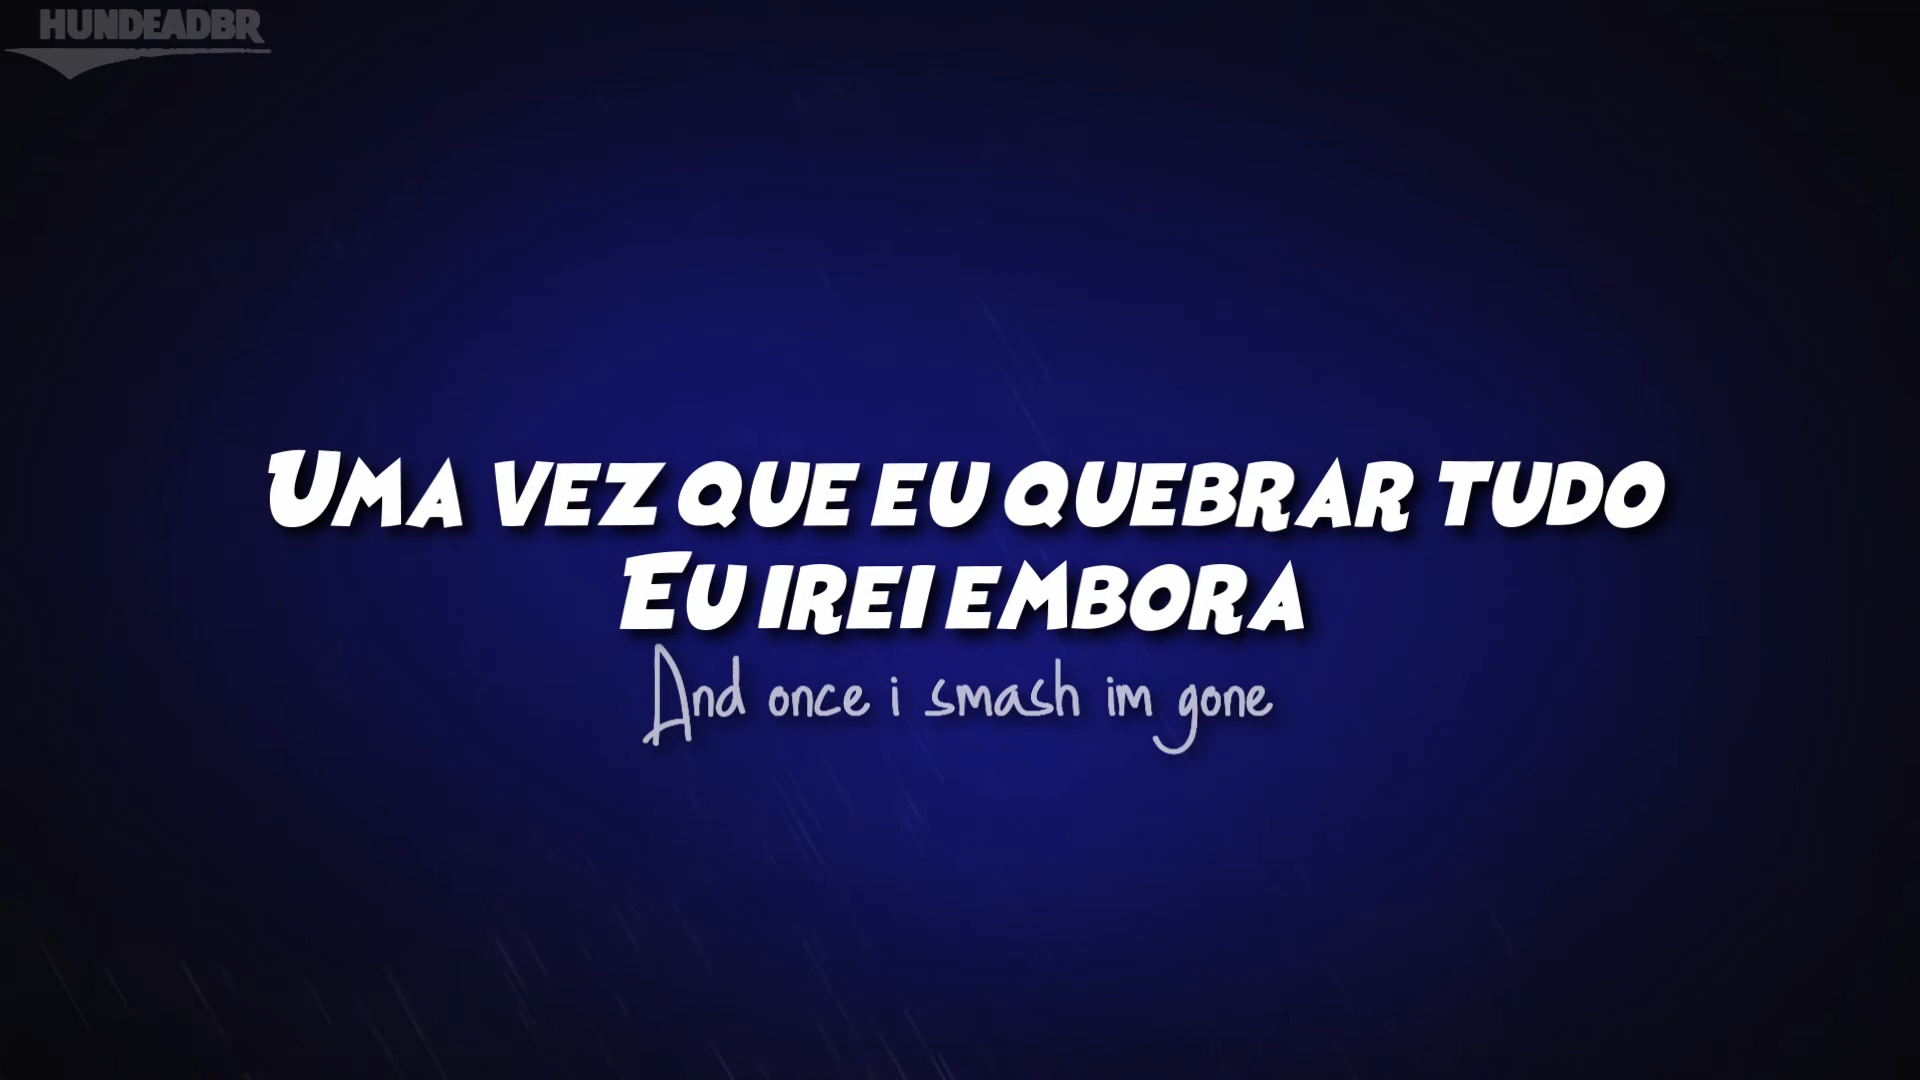 HUNDEADBR
UMA VEZ QUE EU QUEBRAR TUDO
EU IREI EMBORA
And once i smash im gone